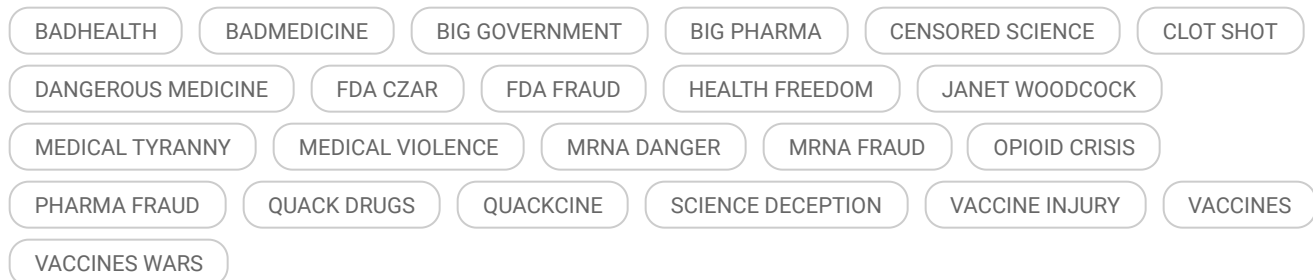 BADHEALTH BADMEDICINE BIG GOVERNMENT BIG PHARMA CENSORED SCIENCE CLOT SHOT
DANGEROUS MEDICINE FDA CZAR FDA FRAUD HEALTH FREEDOM JANET WOODCOCK
MEDICAL TYRANNY MEDICAL VIOLENCE MRNA DANGER MRNA FRAUD OPIOID CRISIS
PHARMA FRAUD QUACK DRUGS QUACKCINE SCIENCE DECEPTION VACCINE INJURY VACCINES
VACCINES WARS